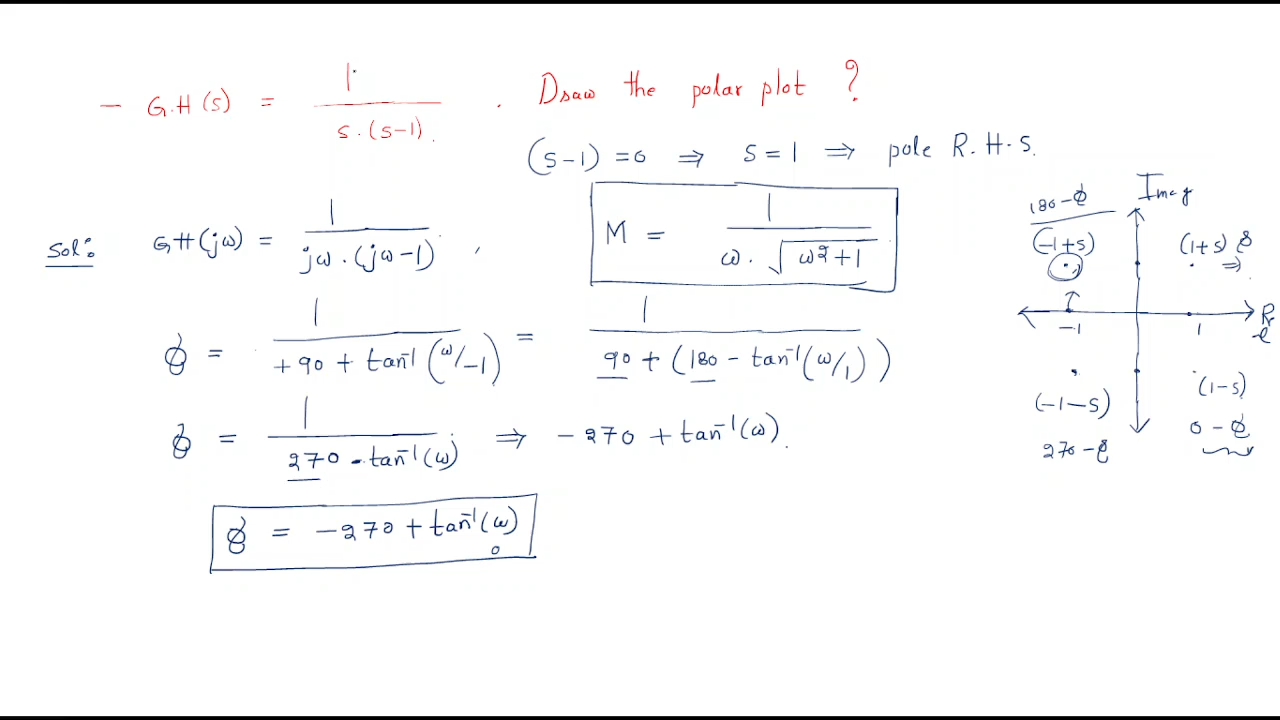 - G.H(s) = 1 / s.(s-1) . Draw the polar plot ?
(s-1) = 0 ⇒ s = 1 ⇒ pole R.H.S.
Sol: GH(jω) = 1 / jω.(jω-1) ,
M = 1 / ω.√ω²+1
ϕ = 1 / +90 + tan⁻¹(ω/-1) = 1 / 90 + (180 - tan⁻¹(ω/1))
ϕ = 1 / 270 - tan⁻¹(ω) ⇒ -270 + tan⁻¹(ω).
ϕ = -270 + tan⁻¹(ω)
180-ϕ Imag
(-1+s) (1+s) ⇒
-1 1
(-1-s) (1-s)
270-ϕ 0-ϕ